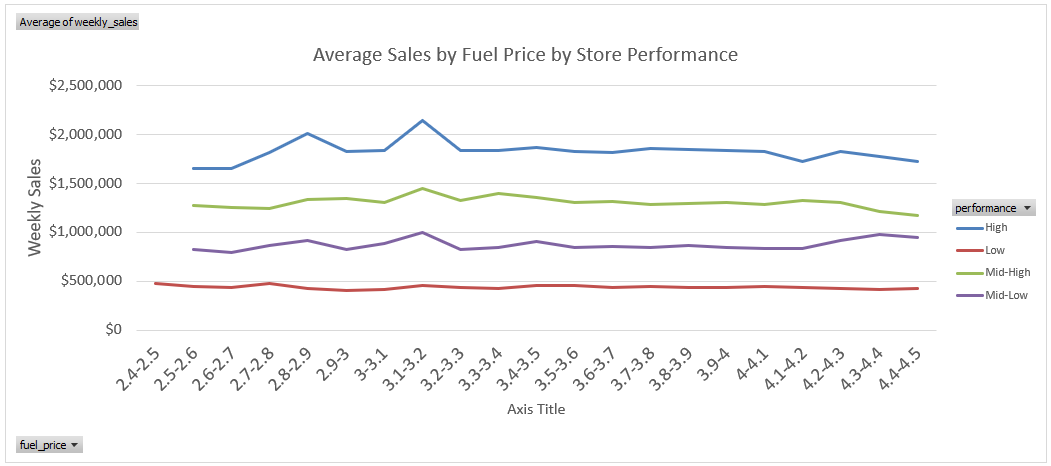 Average of weekly_sales
Average Sales by Fuel Price by Store Performance
$2,500,000
$2,000,000
$1,500,000
$1,000,000
$500,000
$0
Weekly Sales
2.4-2.5
2.5-2.6
2.6-2.7
2.7-2.8
2.8-2.9
2.9-3
3-3.1
3.1-3.2
3.2-3.3
3.3-3.4
3.4-3.5
3.5-3.6
3.6-3.7
3.7-3.8
3.8-3.9
3.9-4
4-4.1
4.1-4.2
4.2-4.3
4.3-4.4
4.4-4.5
Axis Title
performance
High
Low
Mid-High
Mid-Low
fuel_price